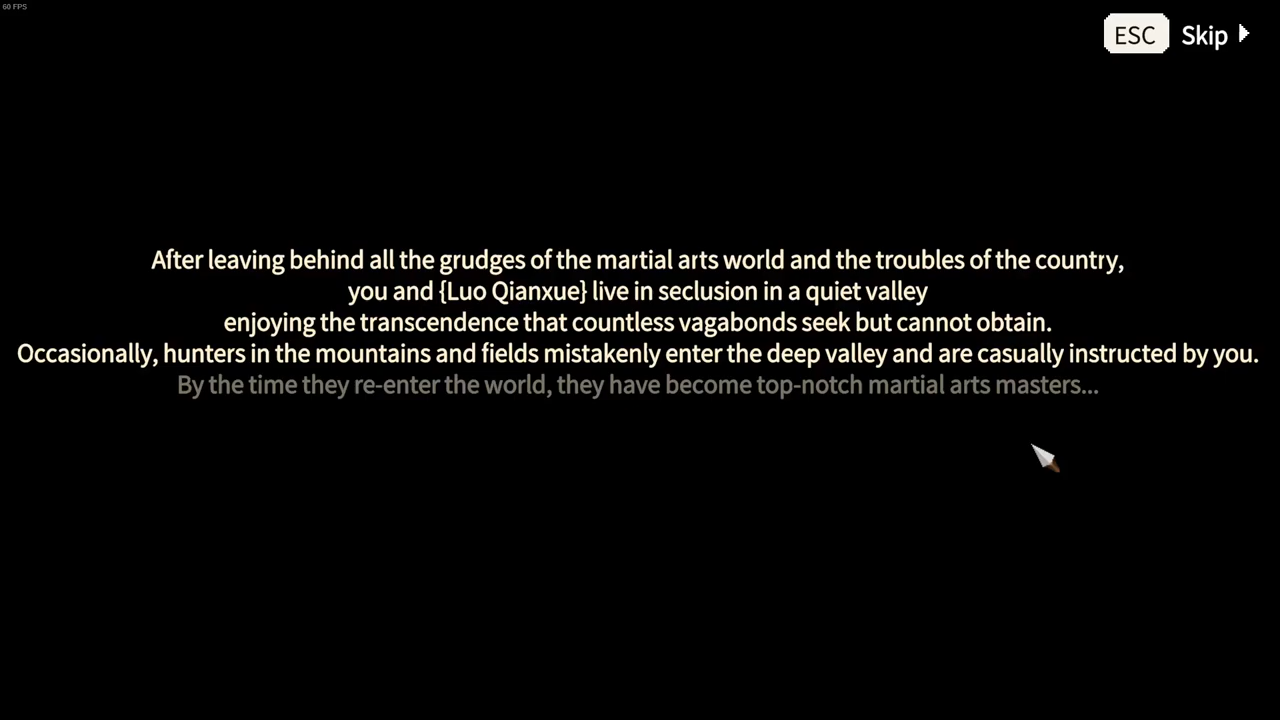 60 FPS
ESC Skip
After leaving behind all the grudges of the martial arts world and the troubles of the country,
you and {Luo Qianxue} live in seclusion in a quiet valley
enjoying the transcendence that countless vagabonds seek but cannot obtain.
Occasionally, hunters in the mountains and fields mistakenly enter the deep valley and are casually instructed by you.
By the time they re-enter the world, they have become top-notch martial arts masters...